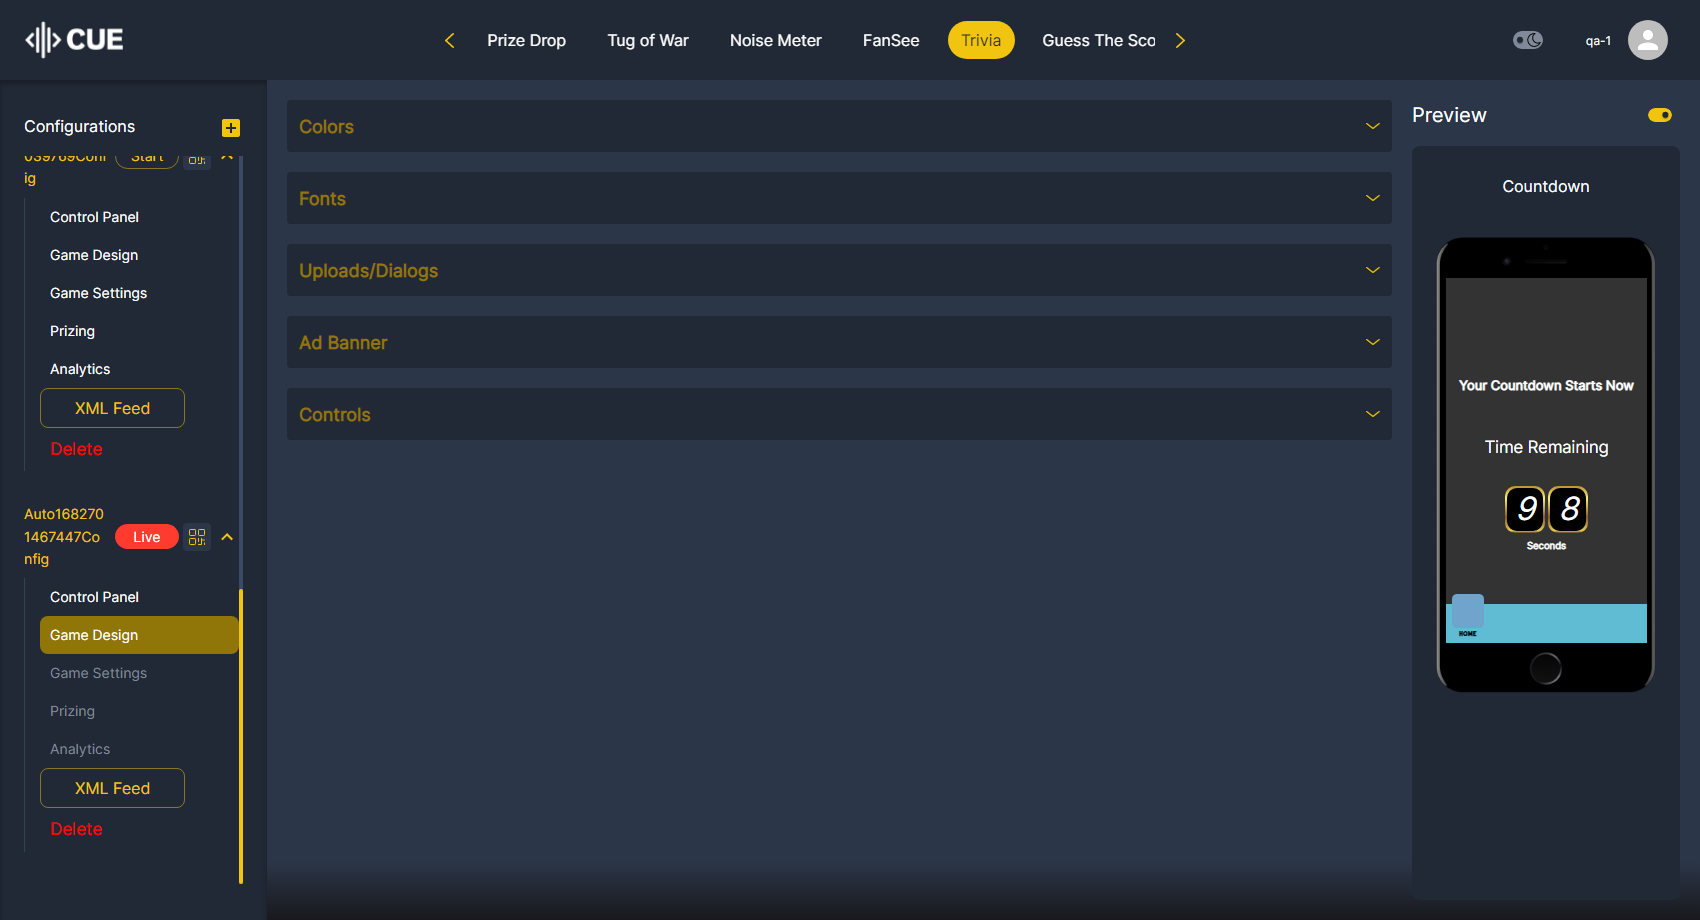 CUE
Prize Drop
Tug of War
Noise Meter
FanSee
Trivia
Guess The Sco
qa-1
Configurations
039769Conf
ig
Start
Control Panel
Game Design
Game Settings
Prizing
Analytics
XML Feed
Delete
Auto168270
1467447Co
nfig
Live
Control Panel
Game Design
Game Settings
Prizing
Analytics
XML Feed
Delete
Colors
Fonts
Uploads/Dialogs
Ad Banner
Controls
Preview
Countdown
Your Countdown Starts Now
Time Remaining
9 8
Seconds
HOME